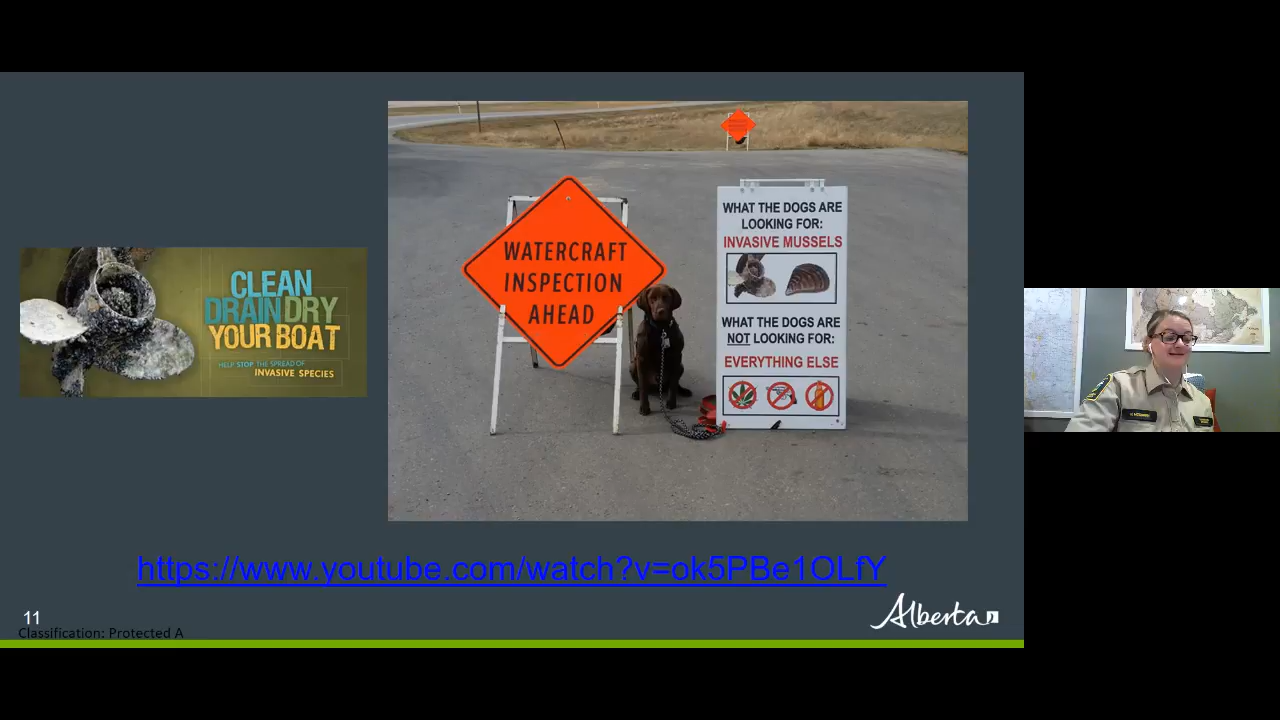 WATERCRAFT
INSPECTION
AHEAD
WHAT THE DOGS ARE
LOOKING FOR:
INVASIVE MUSSELS
WHAT THE DOGS ARE
NOT LOOKING FOR:
EVERYTHING ELSE
CLEAN
DRAIN DRY
YOUR BOAT
HELP STOP THE SPREAD OF
INVASIVE SPECIES
https://www.youtube.com/watch?v=ok5PBe1OLfY
11
Classification: Protected A
Alberta